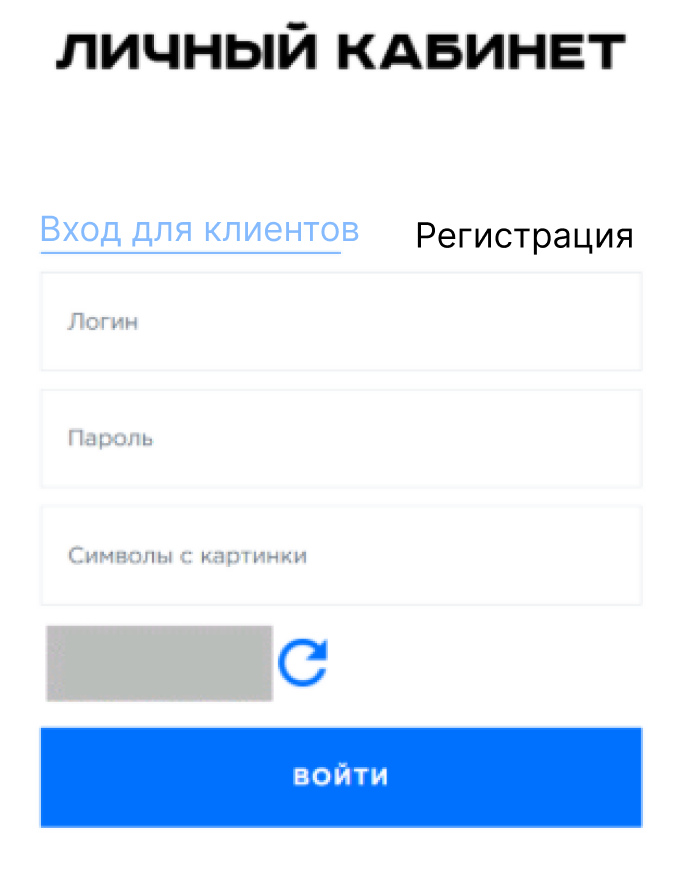 ЛИЧНЫЙ КАБИНЕТ
Вход для клиентов Регистрация
Логин
Пароль
Символы с картинки
ВОЙТИ